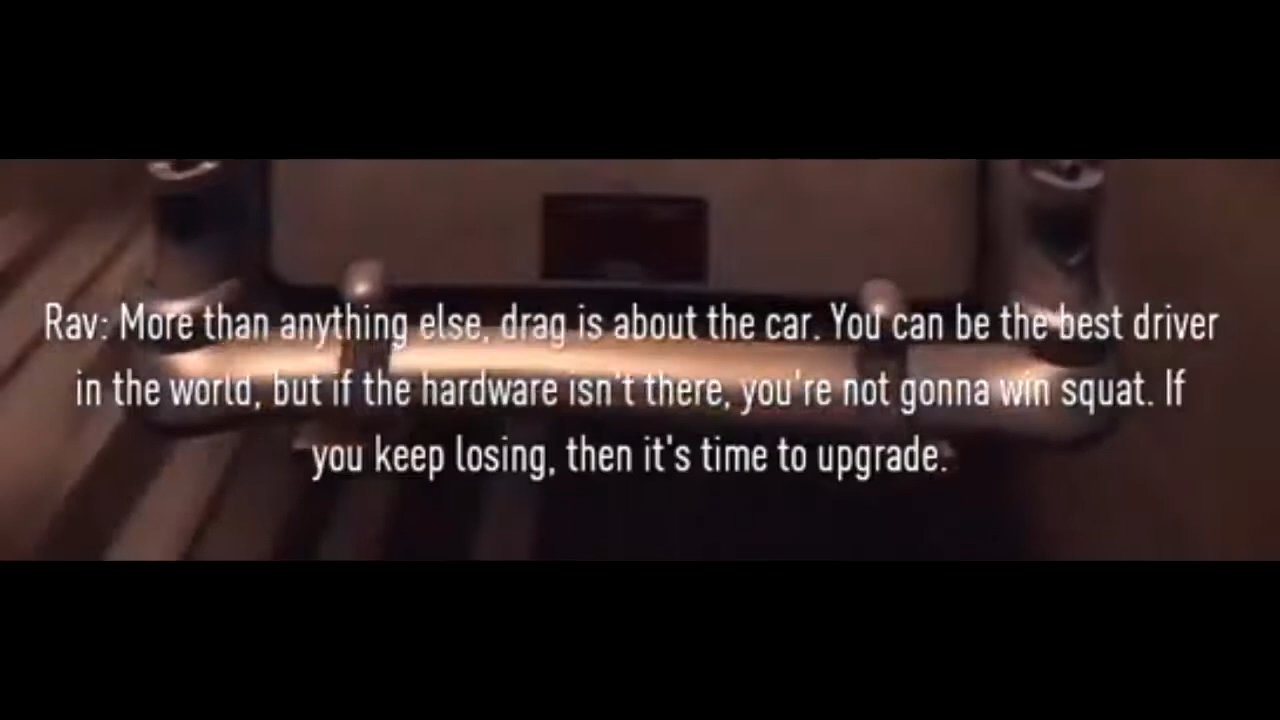 Rav: More than anything else, drag is about the car. You can be the best driver
in the world, but if the hardware isn't there, you're not gonna win squat. If
you keep losing, then it's time to upgrade.